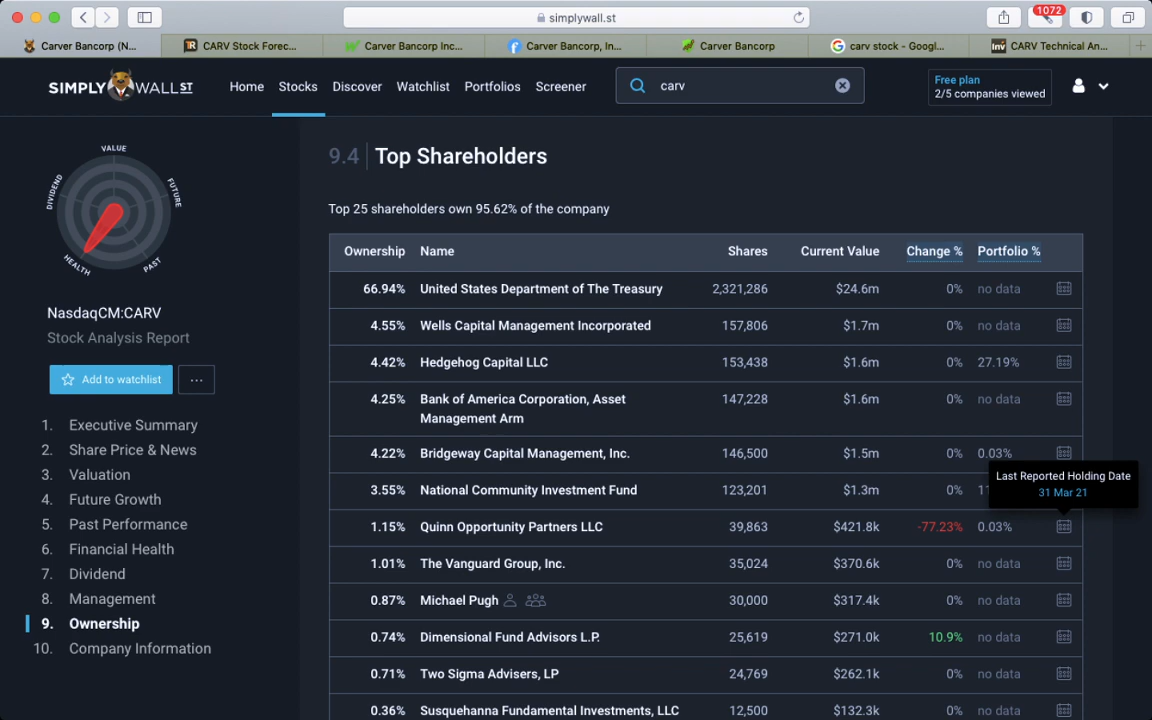 simplywall.st
1072
Carver Bancorp (N...
CARV Stock Forec...
Carver Bancorp Inc...
Carver Bancorp, In...
Carver Bancorp
carv stock - Googl...
CARV Technical An...
SIMPLY WALL ST
Home
Stocks
Discover
Watchlist
Portfolios
Screener
carv
Free plan
2/5 companies viewed
VALUE
FUTURE
PAST
HEALTH
DIVIDEND
NasdaqCM:CARV
Stock Analysis Report
Add to watchlist
...
1. Executive Summary
2. Share Price & News
3. Valuation
4. Future Growth
5. Past Performance
6. Financial Health
7. Dividend
8. Management
9. Ownership
10. Company Information
9.4 Top Shareholders
Top 25 shareholders own 95.62% of the company
Ownership Name Shares Current Value Change % Portfolio %
66.94% United States Department of The Treasury 2,321,286 $24.6m 0% no data
4.55% Wells Capital Management Incorporated 157,806 $1.7m 0% no data
4.42% Hedgehog Capital LLC 153,438 $1.6m 0% 27.19%
4.25% Bank of America Corporation, Asset 147,228 $1.6m 0% no data
Management Arm
4.22% Bridgeway Capital Management, Inc. 146,500 $1.5m 0% 0.03%
Last Reported Holding Date
31 Mar 21
3.55% National Community Investment Fund 123,201 $1.3m 0%
1.15% Quinn Opportunity Partners LLC 39,863 $421.8k -77.23% 0.03%
1.01% The Vanguard Group, Inc. 35,024 $370.6k 0% no data
0.87% Michael Pugh 30,000 $317.4k 0% no data
0.74% Dimensional Fund Advisors L.P. 25,619 $271.0k 10.9% no data
0.71% Two Sigma Advisers, LP 24,769 $262.1k 0% no data
0.36% Susquehanna Fundamental Investments, LLC 12,500 $132.3k 0% no data